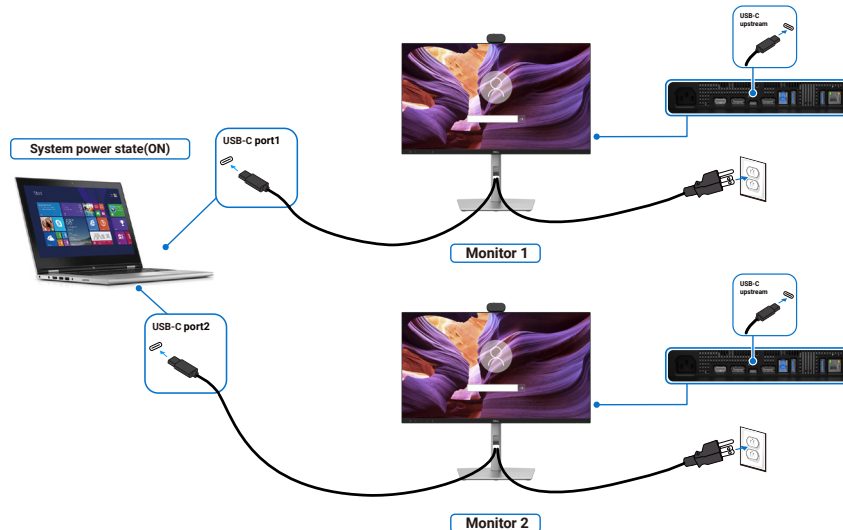 USB-C
upstream
System power state(ON)
USB-C port1
Monitor 1
USB-C
upstream
USB-C port2
Monitor 2